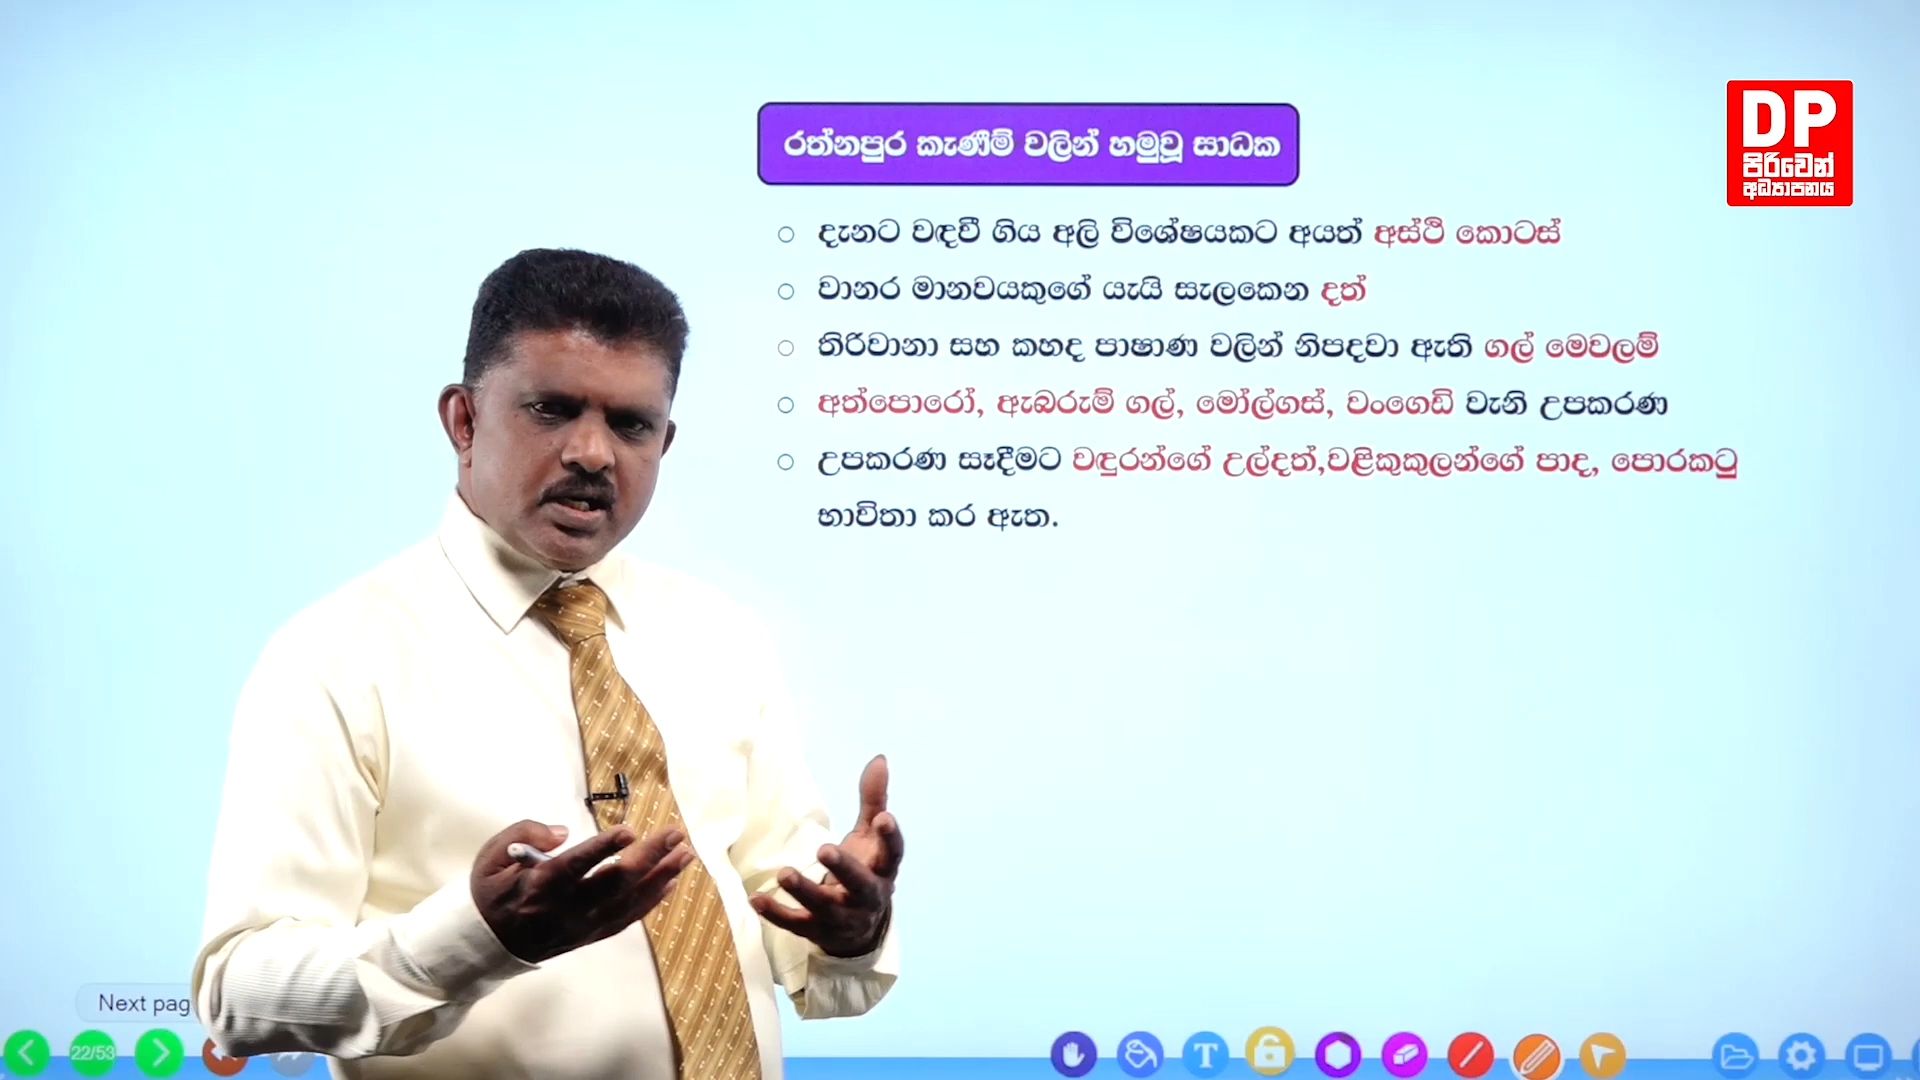 රත්නපුර කැණීම් වලින් හමුවූ සාධක
DP
පිරිවෙන්
අධ්‍යාපනය
දැනට වඳවී ගිය අලි විශේෂයකට අයත් අස්ථි කොටස්
වානර මානවයකුගේ යැයි සැලකෙන දත්
තිරිවානා සහ කහද පාෂාණ වලින් නිපදවා ඇති ගල් මෙවලම්
අත්පොරෝ, ඇබරුම් ගල්, මෝල්ගස්, වංගෙඩි වැනි උපකරණ
උපකරණ සෑදීමට වඳුරන්ගේ උල්දත්,වළිකුකුලන්ගේ පාද, පොරකටු
භාවිතා කර ඇත.
Next pag
22/53
T